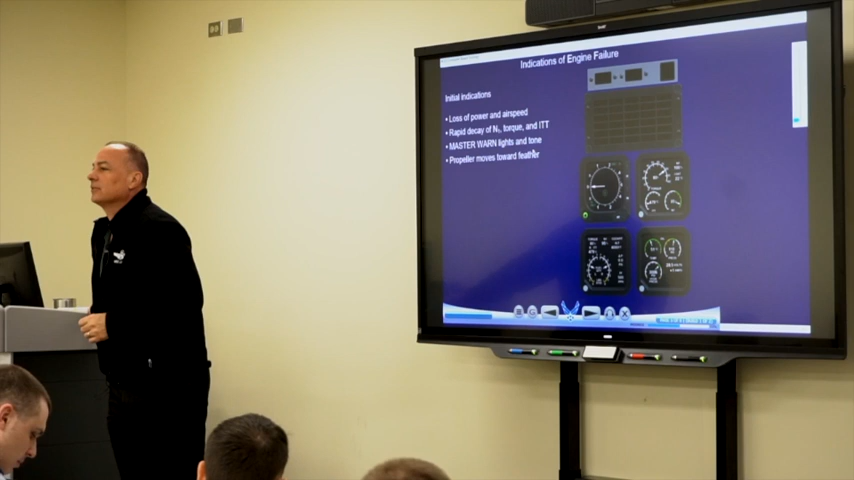 Indications of Engine Failure
Initial Indications
• Loss of power and airspeed
• Rapid decay of N₁, torque, and ITT
• MASTER WARN lights and tone
• Propeller moves toward feather